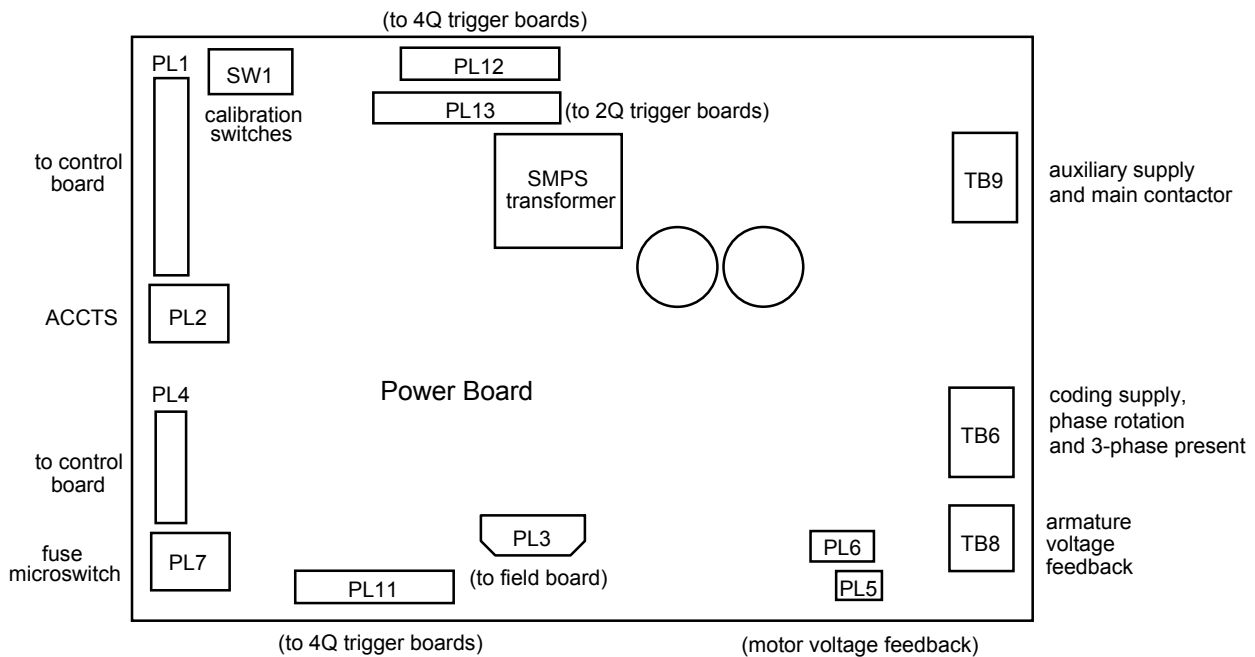 (to 4Q trigger boards)
PL1
SW1
PL12
calibration
switches
PL13
(to 2Q trigger boards)
to control
board
SMPS
transformer
TB9
auxiliary supply
and main contactor
ACCTS
PL2
Power Board
PL4
coding supply,
phase rotation
and 3-phase present
TB6
to control
board
PL3
(to field board)
PL6
TB8
armature
voltage
feedback
fuse
microswitch
PL7
PL11
PL5
(to 4Q trigger boards)
(motor voltage feedback)